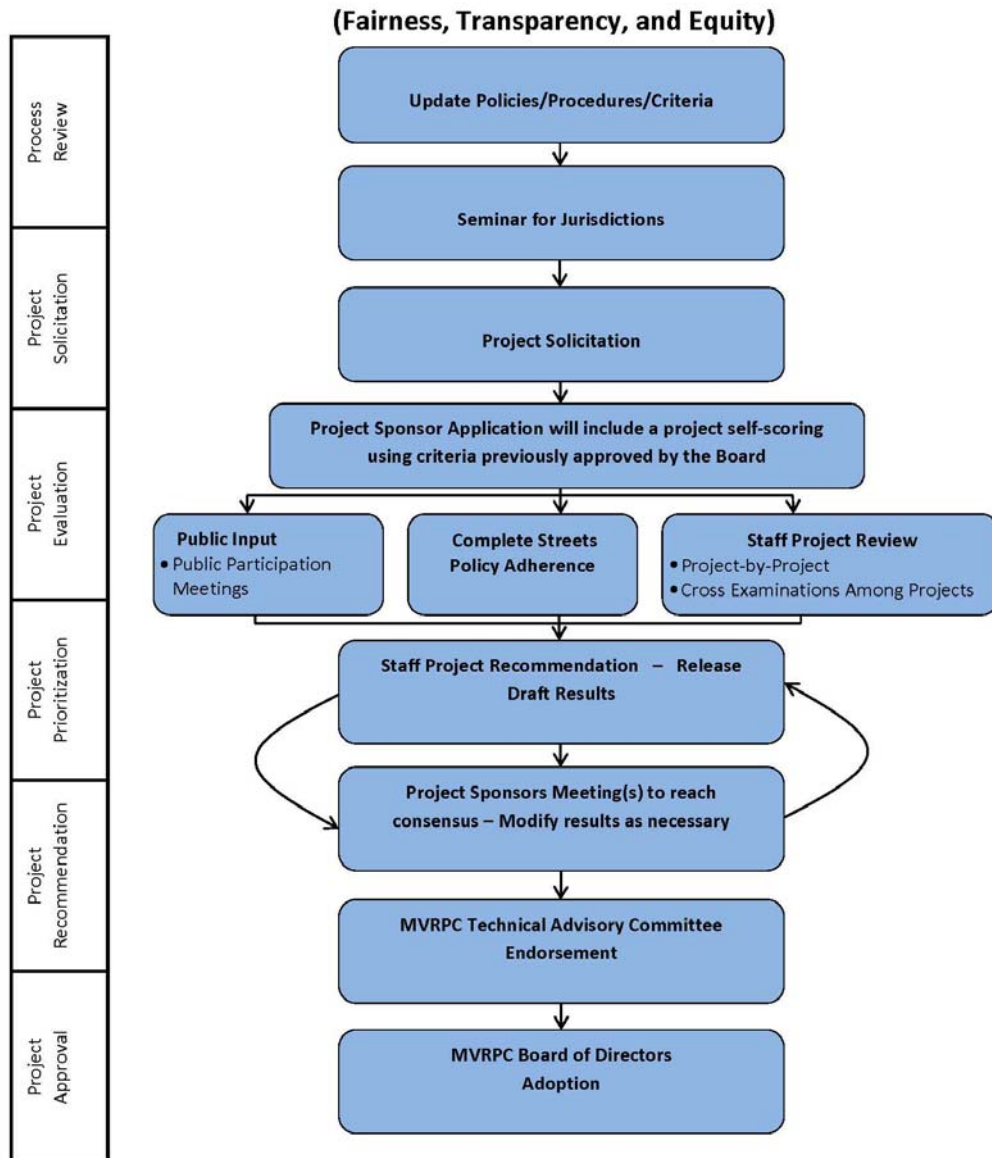 (Fairness, Transparency, and Equity)
Process
Review
Update Policies/Procedures/Criteria
Seminar for Jurisdictions
Project
Solicitation
Project Solicitation
Project
Evaluation
Project Sponsor Application will include a project self-scoring
using criteria previously approved by the Board
Public Input
• Public Participation
Meetings
Complete Streets
Policy Adherence
Staff Project Review
• Project-by-Project
• Cross Examinations Among Projects
Project
Prioritization
Staff Project Recommendation – Release
Draft Results
Project
Recommendation
Project Sponsors Meeting(s) to reach
consensus – Modify results as necessary
MVRPC Technical Advisory Committee
Endorsement
Project
Approval
MVRPC Board of Directors
Adoption